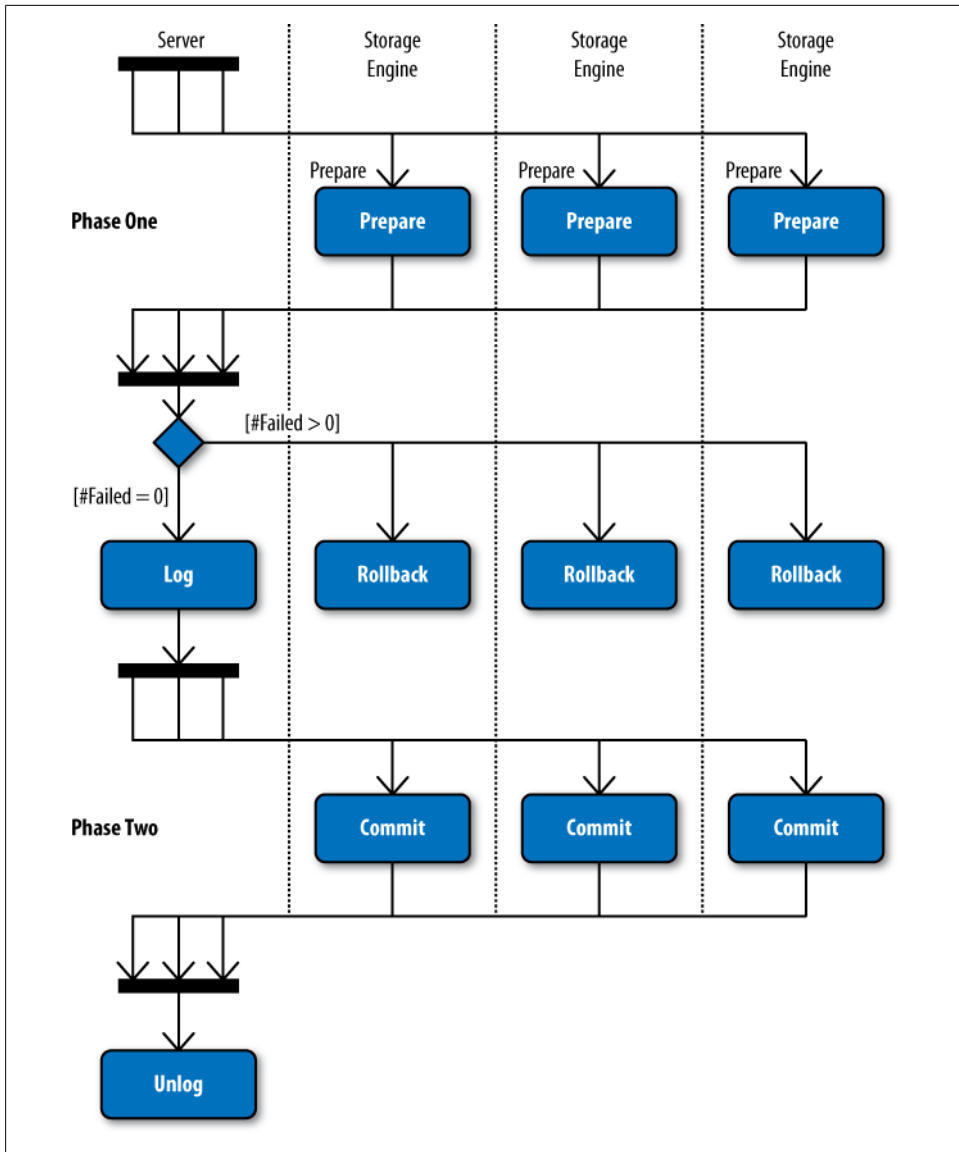 Server
Storage
Engine
Storage
Engine
Storage
Engine
Prepare
Prepare
Prepare
Phase One
Prepare
Prepare
Prepare
[#Failed > 0]
[#Failed = 0]
Log
Rollback
Rollback
Rollback
Phase Two
Commit
Commit
Commit
Unlog